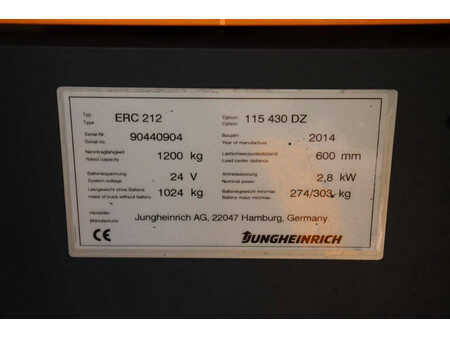 Typ ERC 212 Option 115 430 DZ
Type Option
Serial Nr. 90440904 Baujahr 2014
Serial no. Year of manufacture
Nenntragfähigkeit 1200 kg Lastschwerpunktabstand 600 mm
Rated capacity Load center distance
Batteriespannung 24 V Antriebsleistung 2,8 kW
System voltage Nominal power
Leergewicht ohne Batterie 1024 kg Batteriegewicht min/max 274/303 kg
Mass of truck without battery Battery mass min/max
Hersteller Jungheinrich AG, 22047 Hamburg, Germany
Manufacturer
CE JUNGHEINRICH